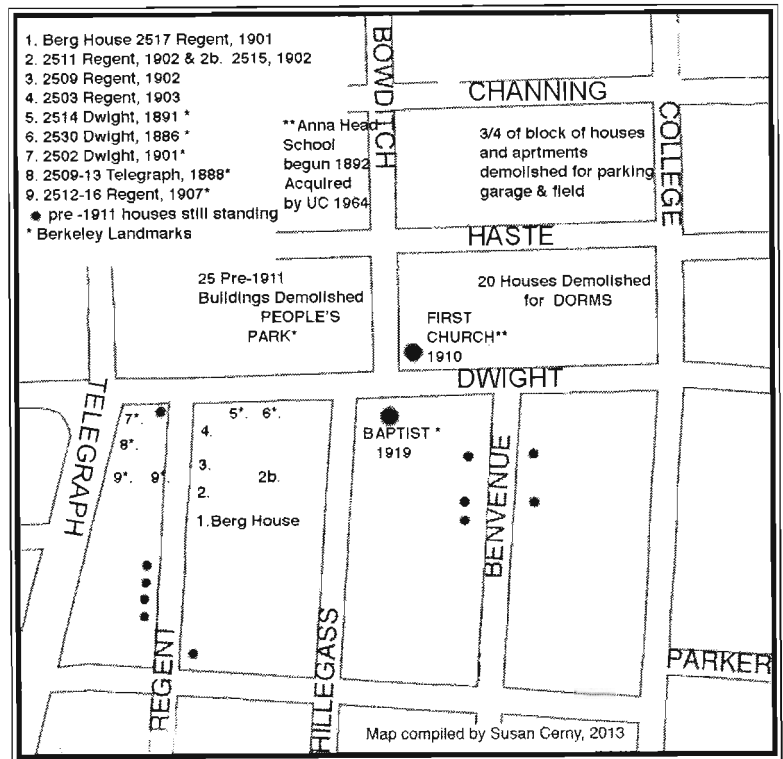 1. Berg House 2517 Regent, 1901
2. 2511 Regent, 1902 & 2b. 2515, 1902
3. 2509 Regent, 1902
4. 2503 Regent, 1903
5. 2514 Dwight, 1891 *
6. 2530 Dwight, 1886 *
7. 2502 Dwight, 1901*
8. 2509-13 Telegraph, 1888*
9. 2512-16 Regent, 1907*
pre -1911 houses still standing
* Berkeley Landmarks
BOWDITCH
CHANNING
COLLEGE
**Anna Head
School
begun 1892
Acquired
by UC 1964
3/4 of block of houses
and aprtments
demolished for parking
garage & field
HASTE
25 Pre-1911
Buildings Demolished
PEOPLE'S
PARK*
20 Houses Demolished
for DORMS
FIRST
CHURCH**
1910
DWIGHT
TELEGRAPH
7*.
8*.
9*. 9*.
5*. 6*.
4.
3.
2b.
2.
1.Berg House
BAPTIST *
1919
BENVENUE
REGENT
HILLEGASS
PARKER
Map compiled by Susan Cerny, 2013